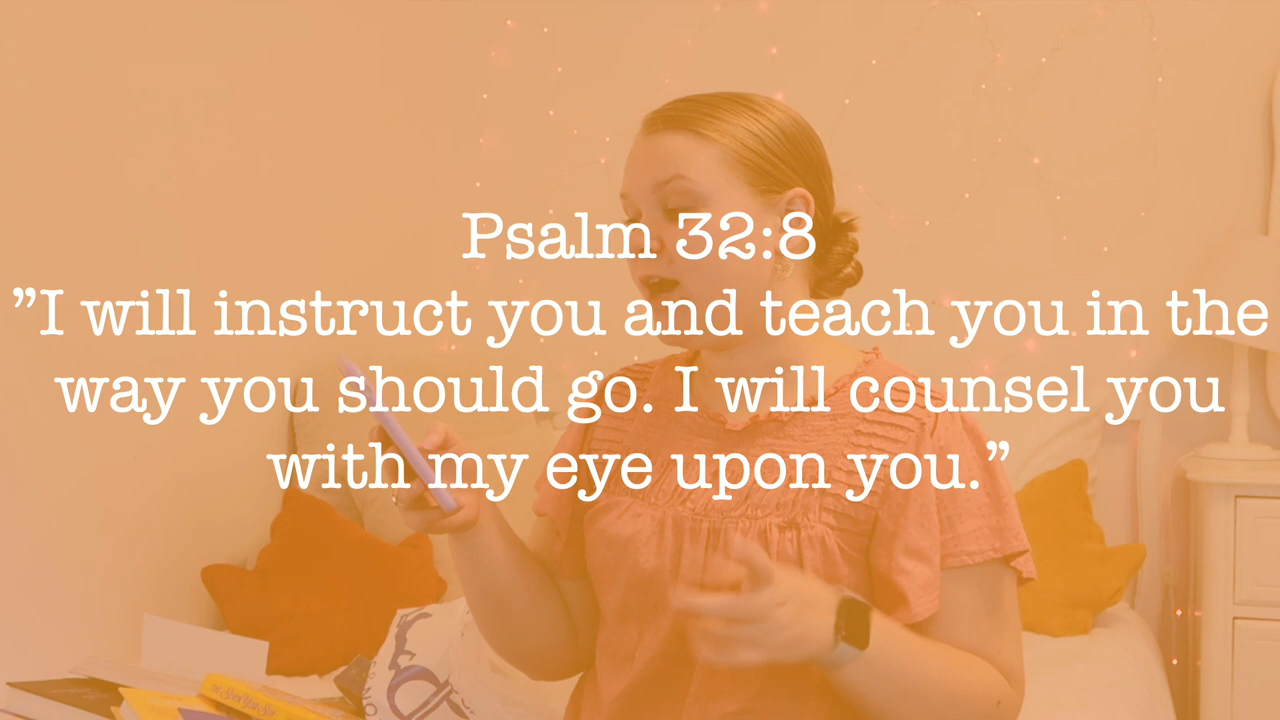 Psalm 32:8
”I will instruct you and teach you in the
way you should go. I will counsel you
with my eye upon you.”